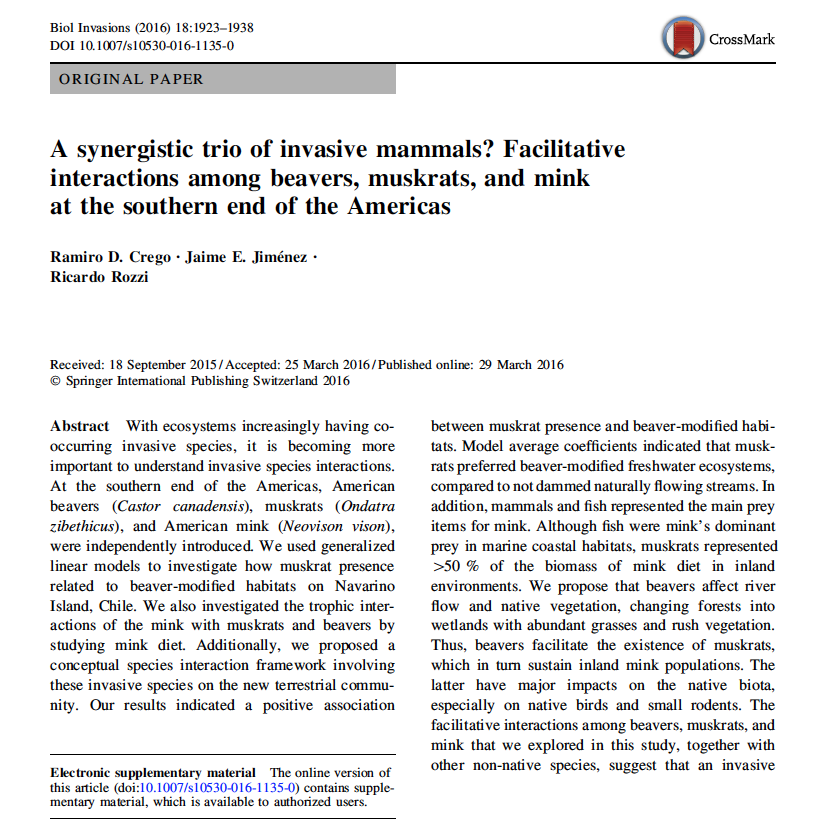 Biol Invasions (2016) 18:1923–1938
DOI 10.1007/s10530-016-1135-0
CrossMark
ORIGINAL PAPER
A synergistic trio of invasive mammals? Facilitative
interactions among beavers, muskrats, and mink
at the southern end of the Americas
Ramiro D. Crego · Jaime E. Jiménez ·
Ricardo Rozzi
Received: 18 September 2015 / Accepted: 25 March 2016 / Published online: 29 March 2016
© Springer International Publishing Switzerland 2016
Abstract With ecosystems increasingly having co-
occurring invasive species, it is becoming more
important to understand invasive species interactions.
At the southern end of the Americas, American
beavers (Castor canadensis), muskrats (Ondatra
zibethicus), and American mink (Neovison vison),
were independently introduced. We used generalized
linear models to investigate how muskrat presence
related to beaver-modified habitats on Navarino
Island, Chile. We also investigated the trophic inter-
actions of the mink with muskrats and beavers by
studying mink diet. Additionally, we proposed a
conceptual species interaction framework involving
these invasive species on the new terrestrial commu-
nity. Our results indicated a positive association
between muskrat presence and beaver-modified habi-
tats. Model average coefficients indicated that musk-
rats preferred beaver-modified freshwater ecosystems,
compared to not dammed naturally flowing streams. In
addition, mammals and fish represented the main prey
items for mink. Although fish were mink's dominant
prey in marine coastal habitats, muskrats represented
>50 % of the biomass of mink diet in inland
environments. We propose that beavers affect river
flow and native vegetation, changing forests into
wetlands with abundant grasses and rush vegetation.
Thus, beavers facilitate the existence of muskrats,
which in turn sustain inland mink populations. The
latter have major impacts on the native biota,
especially on native birds and small rodents. The
facilitative interactions among beavers, muskrats, and
mink that we explored in this study, together with
other non-native species, suggest that an invasive
Electronic supplementary material The online version of
this article (doi:10.1007/s10530-016-1135-0) contains supple-
mentary material, which is available to authorized users.